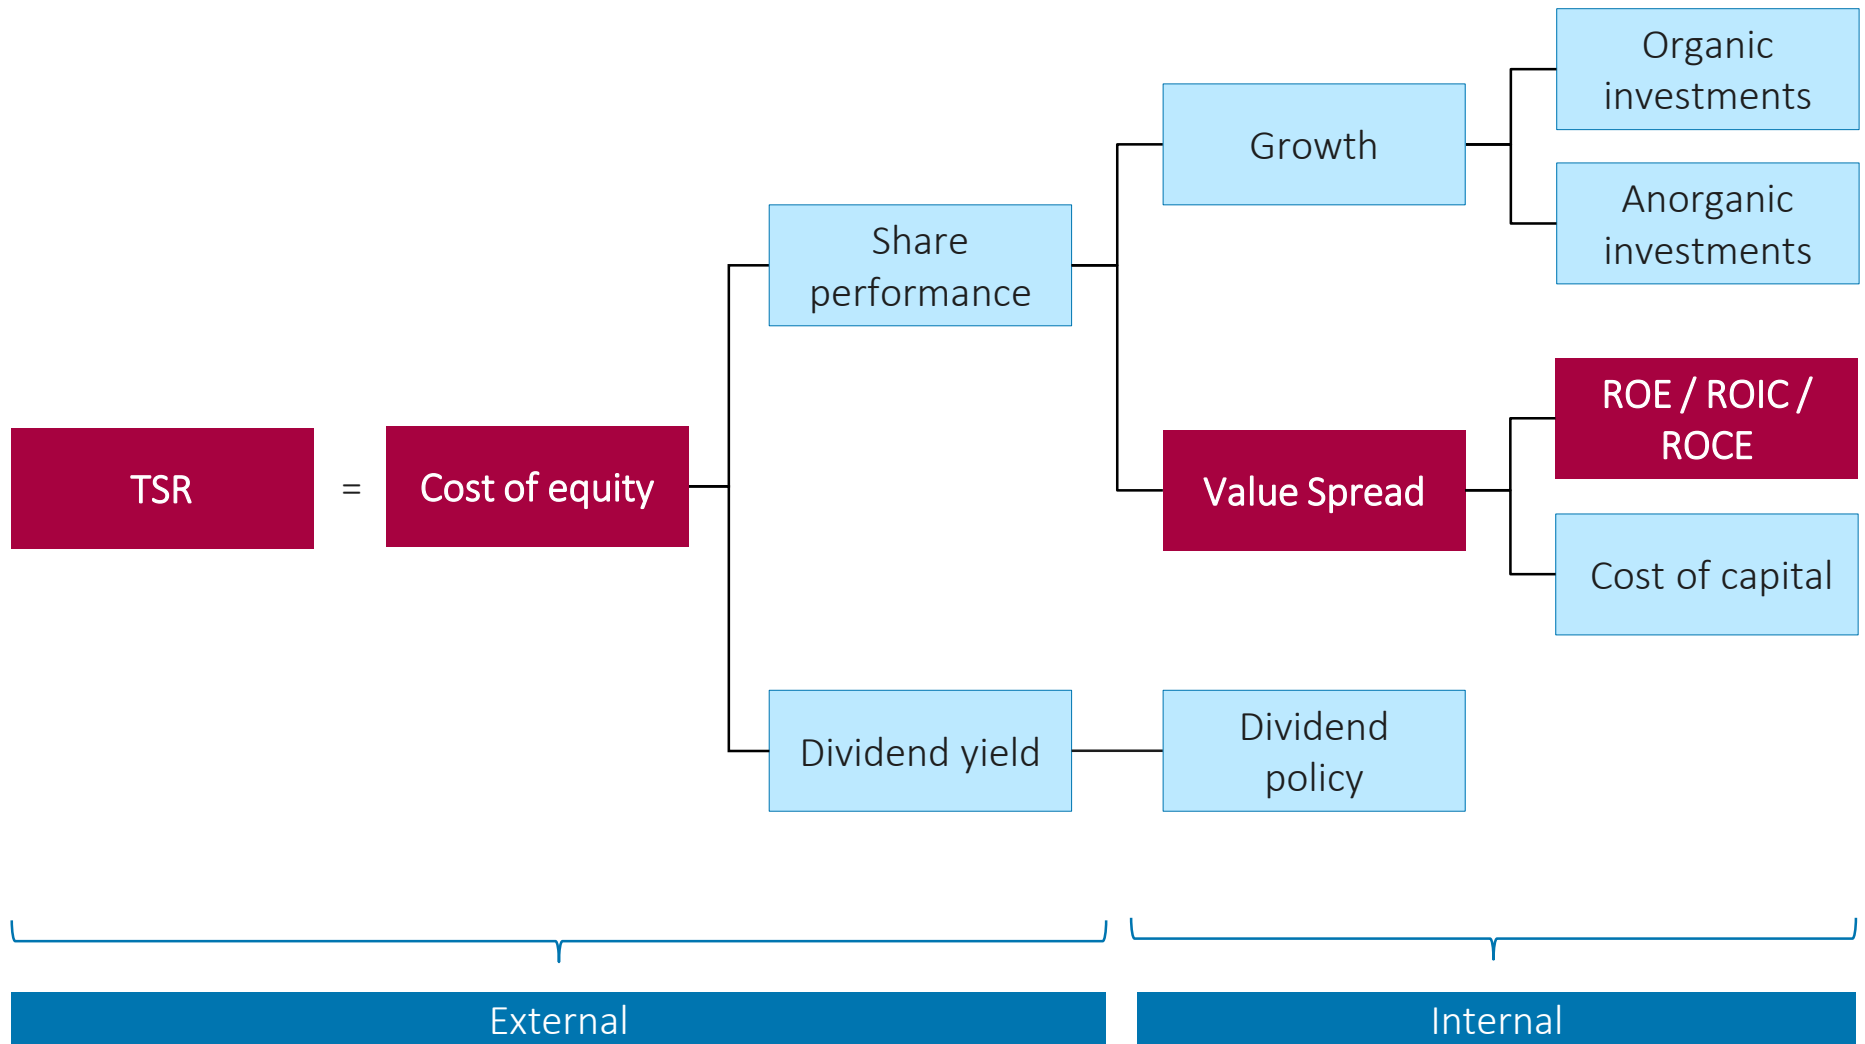 TSR
=
Cost of equity
Share
performance
Dividend yield
Growth
Value Spread
Dividend
policy
Organic
investments
Anorganic
investments
ROE / ROIC /
ROCE
Cost of capital
External
Internal